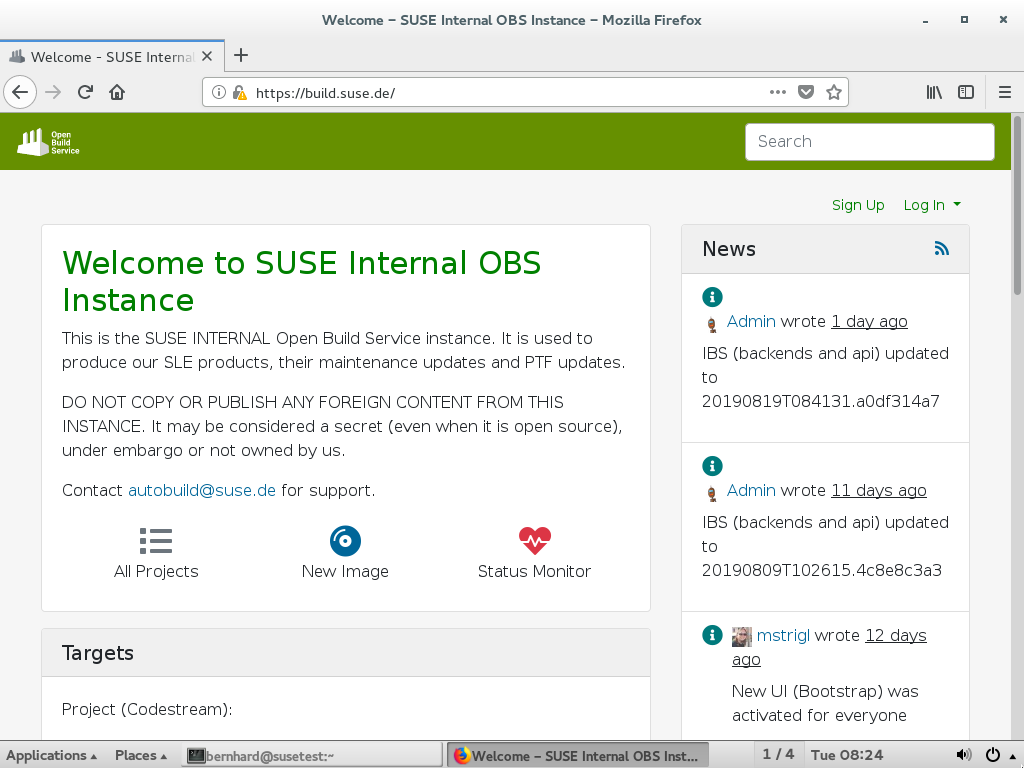 Welcome – SUSE Internal OBS Instance – Mozilla Firefox
Welcome - SUSE Interna
https://build.suse.de/
Open
Build
Service
Search
Sign Up Log In
Welcome to SUSE Internal OBS
Instance
This is the SUSE INTERNAL Open Build Service instance. It is used to
produce our SLE products, their maintenance updates and PTF updates.
DO NOT COPY OR PUBLISH ANY FOREIGN CONTENT FROM THIS
INSTANCE. It may be considered a secret (even when it is open source),
under embargo or not owned by us.
Contact autobuild@suse.de for support.
All Projects
New Image
Status Monitor
Targets
Project (Codestream):
News
Admin wrote 1 day ago
IBS (backends and api) updated
to
20190819T084131.a0df314a7
Admin wrote 11 days ago
IBS (backends and api) updated
to
20190809T102615.4c8e8c3a3
mstrigl wrote 12 days
ago
New UI (Bootstrap) was
activated for everyone
Applications Places bernhard@susetest:~ Welcome – SUSE Internal OBS Inst... 1 / 4 Tue 08:24